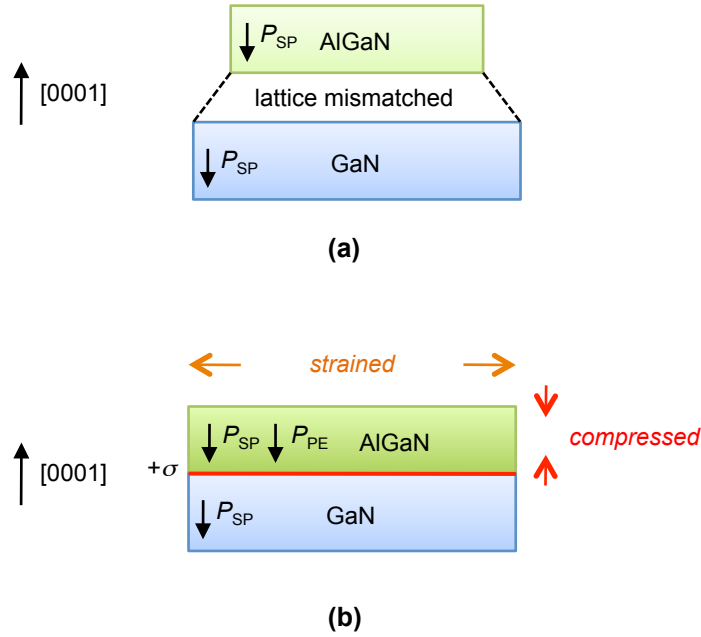 P_SP AlGaN
[0001]
lattice mismatched
P_SP GaN
(a)
strained
P_SP P_PE AlGaN
compressed
[0001]
+σ
P_SP GaN
(b)